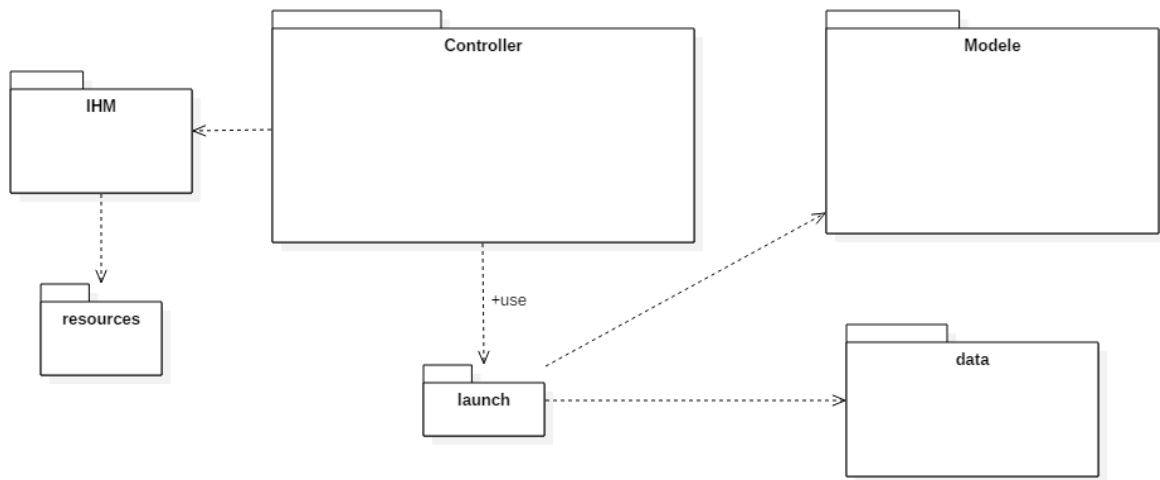 Controller
Modele
IHM
+use
resources
data
launch